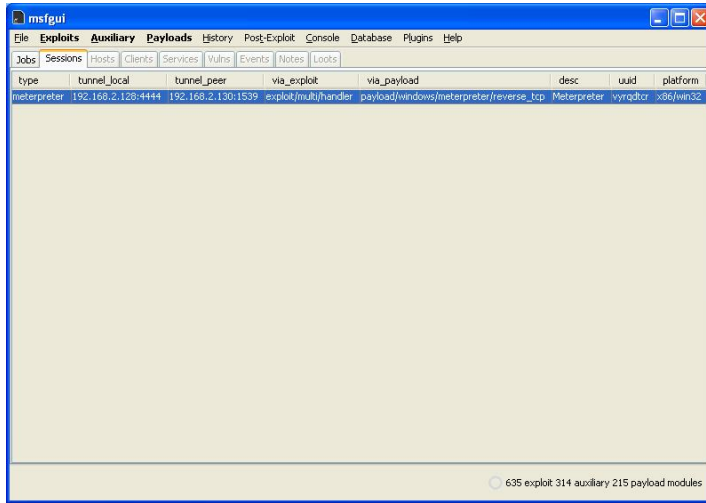 msfgui
File Exploits Auxiliary Payloads History Post-Exploit Console Database Plugins Help
Jobs Sessions Hosts Clients Services Vulns Events Notes Loots
type tunnel_local tunnel_peer via_exploit via_payload desc uuid platform
meterpreter 192.168.2.128:4444 192.168.2.130:1539 exploit/multi/handler payload/windows/meterpreter/reverse_tcp Meterpreter vyrqdtcr x86/win32
635 exploit 314 auxiliary 215 payload modules